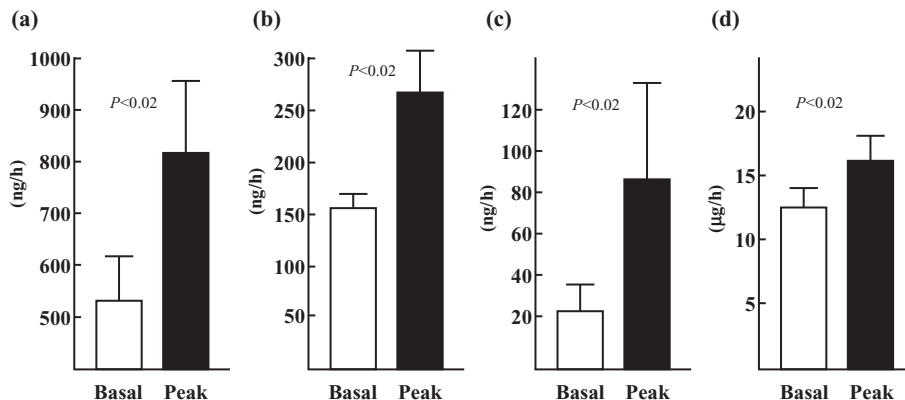 (a)
1000
900
800
700
600
500
(ng/h)
P<0.02
Basal Peak
(b)
300
250
200
150
100
50
(ng/h)
P<0.02
Basal Peak
(c)
120
100
80
60
40
20
(ng/h)
P<0.02
Basal Peak
(d)
20
15
10
5
(µg/h)
P<0.02
Basal Peak